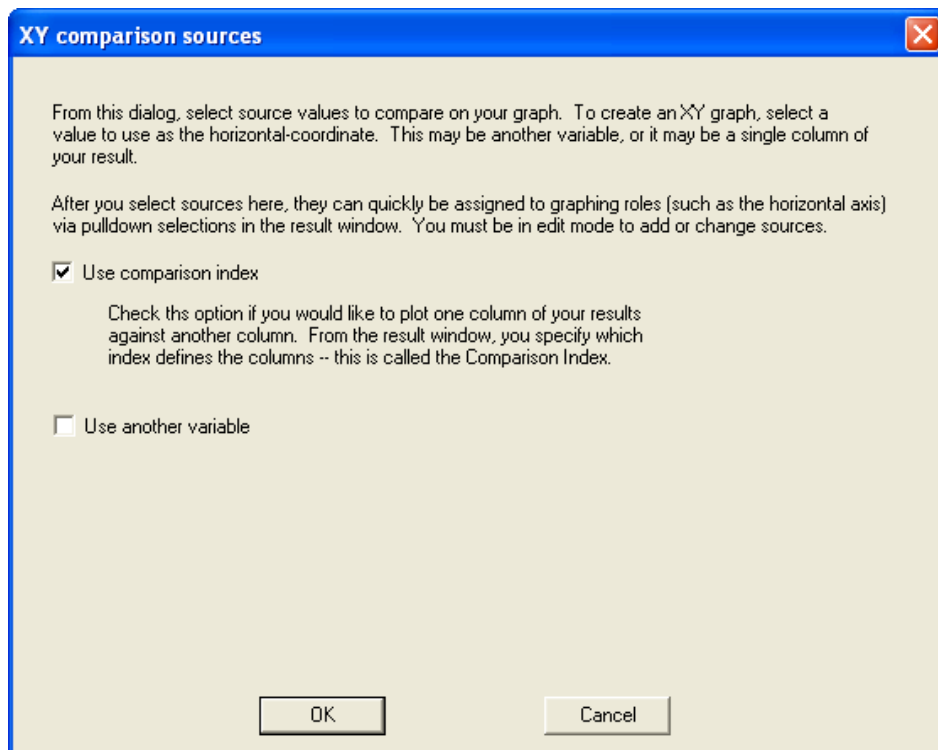 XY comparison sources
From this dialog, select source values to compare on your graph.  To create an XY graph, select a
value to use as the horizontal-coordinate.  This may be another variable, or it may be a single column of
your result.
After you select sources here, they can quickly be assigned to graphing roles (such as the horizontal axis)
via pulldown selections in the result window.  You must be in edit mode to add or change sources.
Use comparison index
Check ths option if you would like to plot one column of your results
against another column.  From the result window, you specify which
index defines the columns -- this is called the Comparison Index.
Use another variable
OK
Cancel